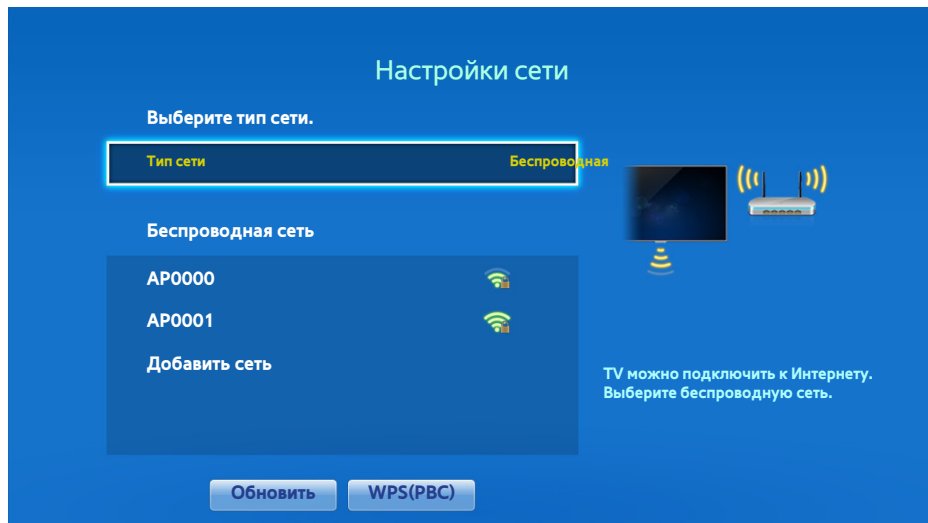 Настройки сети
Выберите тип сети.
Тип сети Беспроводная
Беспроводная сеть
AP0000
AP0001
Добавить сеть
TV можно подключить к Интернету.
Выберите беспроводную сеть.
Обновить WPS(PBC)